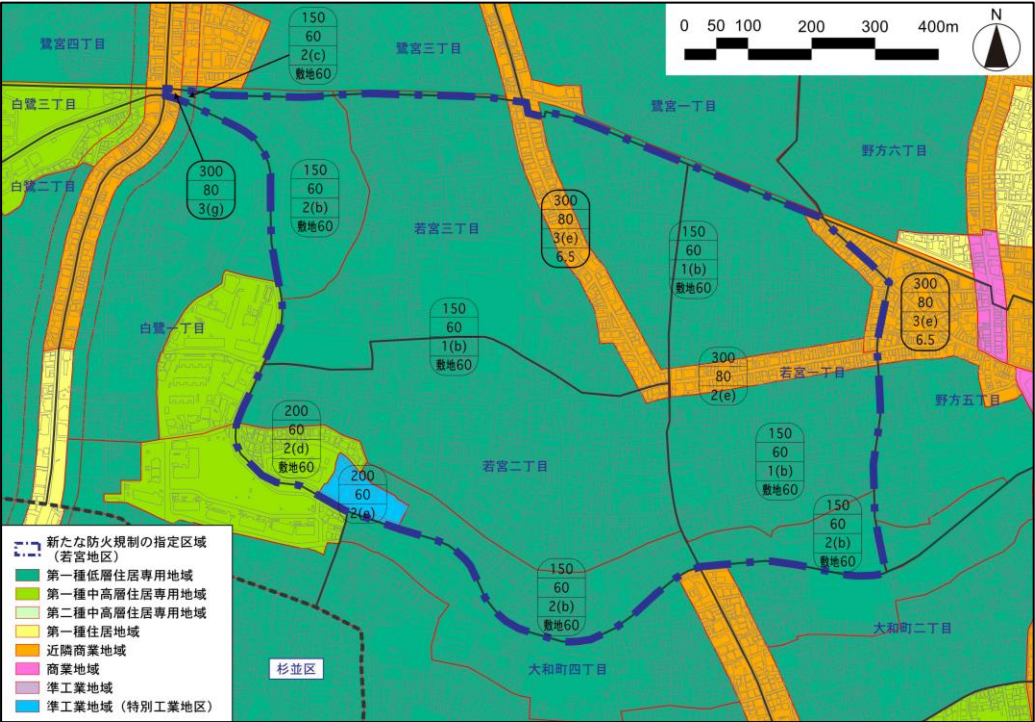 0 50 100 200 300 400m
N
鷺宮四丁目
150
60
2(c)
敷地60
鷺宮三丁目
鷺宮一丁目
白鷺三丁目
野方六丁目
白鷺二丁目
300
80
3(g)
150
60
2(b)
敷地60
若宮三丁目
300
80
3(e)
6.5
150
60
1(b)
敷地60
300
80
3(e)
6.5
白鷺一丁目
150
60
1(b)
敷地60
300
80
2(e)
若宮一丁目
野方五丁目
200
60
2(d)
敷地60
若宮二丁目
150
60
1(b)
敷地60
200
60
2(e)
150
60
2(b)
敷地60
150
60
2(b)
敷地60
大和町二丁目
大和町四丁目
杉並区
新たな防火規制の指定区域
(若宮地区)
第一種低層住居専用地域
第一種中高層住居専用地域
第二種中高層住居専用地域
第一種住居地域
近隣商業地域
商業地域
準工業地域
準工業地域(特別工業地区)